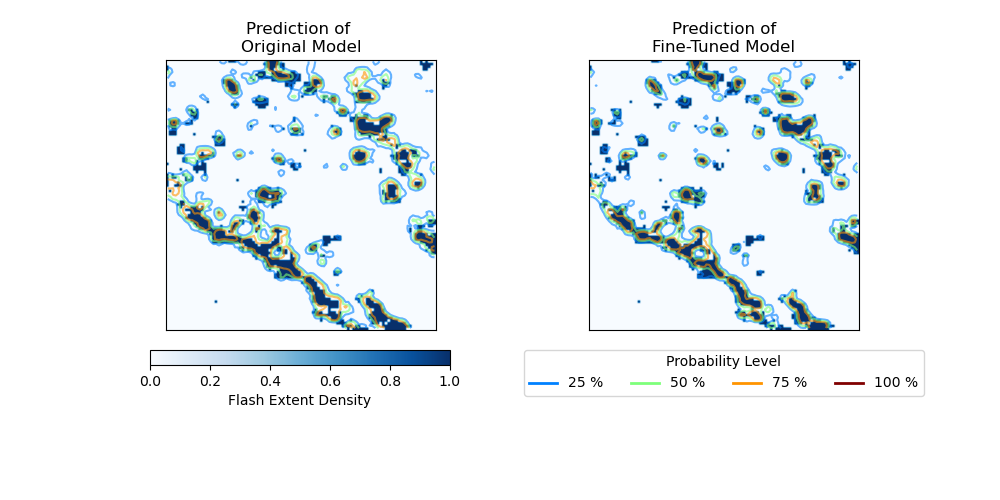 Prediction of
Original Model
Prediction of
Fine-Tuned Model
0.0 0.2 0.4 0.6 0.8 1.0
Flash Extent Density
Probability Level
25 % 50 % 75 % 100 %